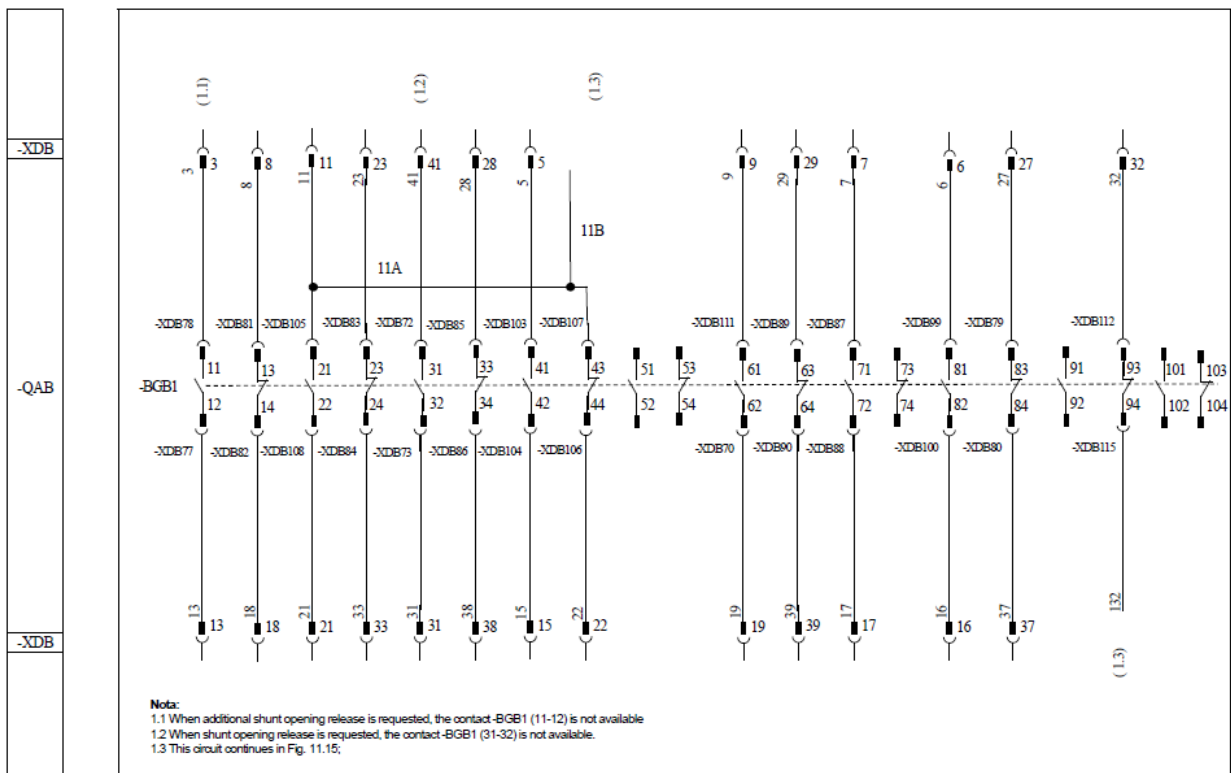 (1.1) (1.2) (1.3)
-XDB
3 8 11 23 41 28 5 9 29 7 6 27 32
3 8 11 23 41 28 5 9 29 7 6 27 32
11B
11A
-XDB78 -XDB81 -XDB105 -XDB83 -XDB72 -XDB85 -XDB103 -XDB107 -XDB111 -XDB89 -XDB87 -XDB99 -XDB79 -XDB112
11 13 21 23 31 33 41 43 51 53 61 63 71 73 81 83 91 93 101 103
-QAB -BGB1
12 14 22 24 32 34 42 44 52 54 62 64 72 74 82 84 92 94 102 104
-XDB77 -XDB82 -XDB108 -XDB84 -XDB73 -XDB86 -XDB104 -XDB106 -XDB70 -XDB90 -XDB88 -XDB100 -XDB80 -XDB115
13 18 21 33 31 38 15 22 19 39 17 16 37 132
13 18 21 33 31 38 15 22 19 39 17 16 37
-XDB
(1.3)
Nota:
1.1 When additional shunt opening release is requested, the contact -BGB1 (11-12) is not available
1.2 When shunt opening release is requested, the contact -BGB1 (31-32) is not available.
1.3 This circuit continues in Fig. 11.15;